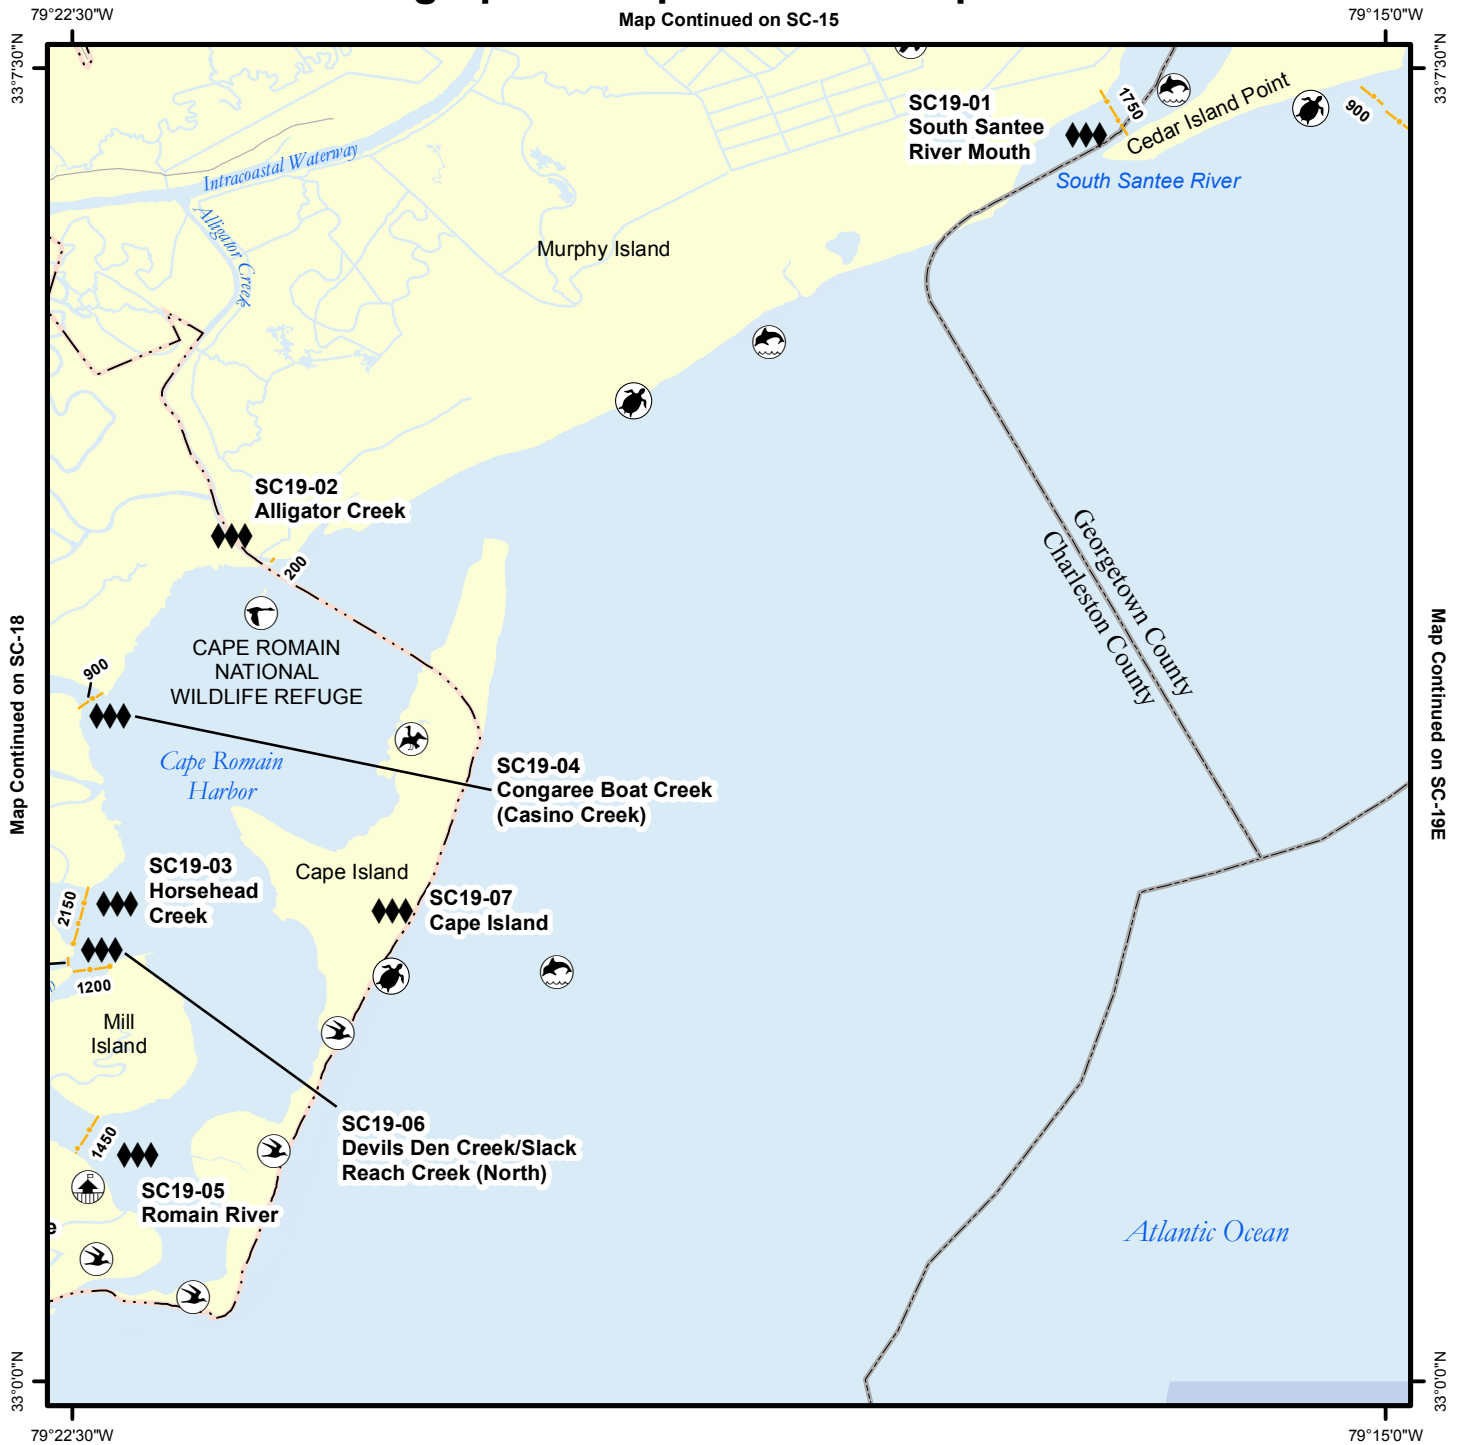 Map Continued on SC-15
79°22'30"W
79°15'0"W
33°7'30"N
33°7'30"N
SC19-01
South Santee
River Mouth
1750
Cedar Island Point
900
South Santee River
Intracoastal Waterway
Alligator Creek
Murphy Island
SC19-02
Alligator Creek
200
Georgetown County
Charleston County
CAPE ROMAIN
NATIONAL
WILDLIFE REFUGE
900
Map Continued on SC-18
Map Continued on SC-19E
Cape Romain
Harbor
SC19-04
Congaree Boat Creek
(Casino Creek)
SC19-03
Horsehead
Creek
Cape Island
2150
SC19-07
Cape Island
1200
Mill
Island
SC19-06
Devils Den Creek/Slack
Reach Creek (North)
1450
SC19-05
Romain River
e
Atlantic Ocean
33°0'0"N
33°0'0"N
79°22'30"W
79°15'0"W